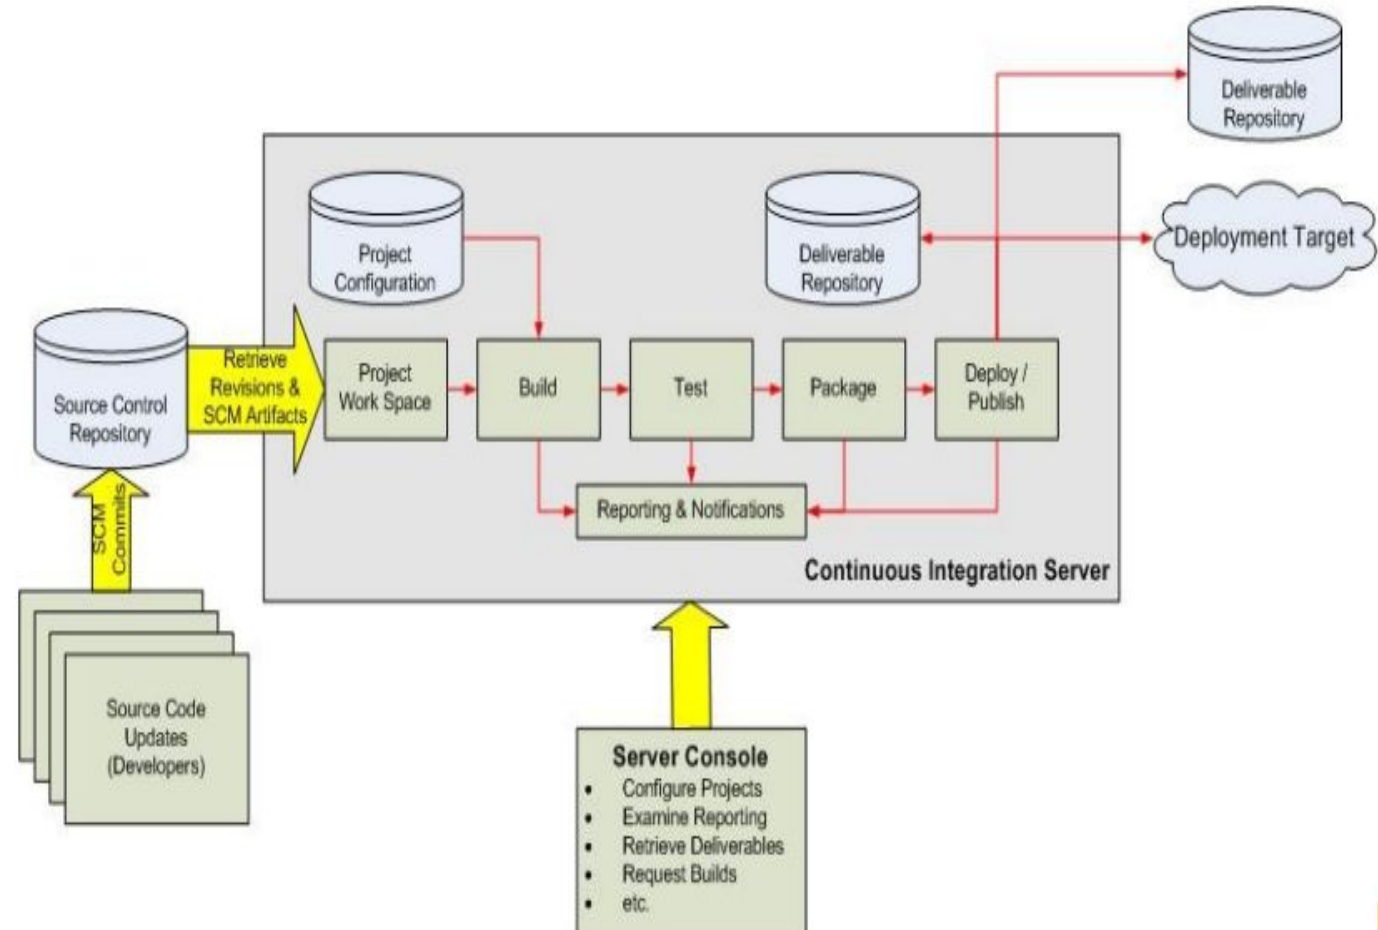 Deliverable
Repository
Deployment Target
Project
Configuration
Deliverable
Repository
Source Control
Repository
Retrieve
Revisions &
SCM Artifacts
Project
Work Space
Build
Test
Package
Deploy /
Publish
Reporting & Notifications
Continuous Integration Server
SCM
Commits
Source Code
Updates
(Developers)
Server Console
• Configure Projects
• Examine Reporting
• Retrieve Deliverables
• Request Builds
• etc.